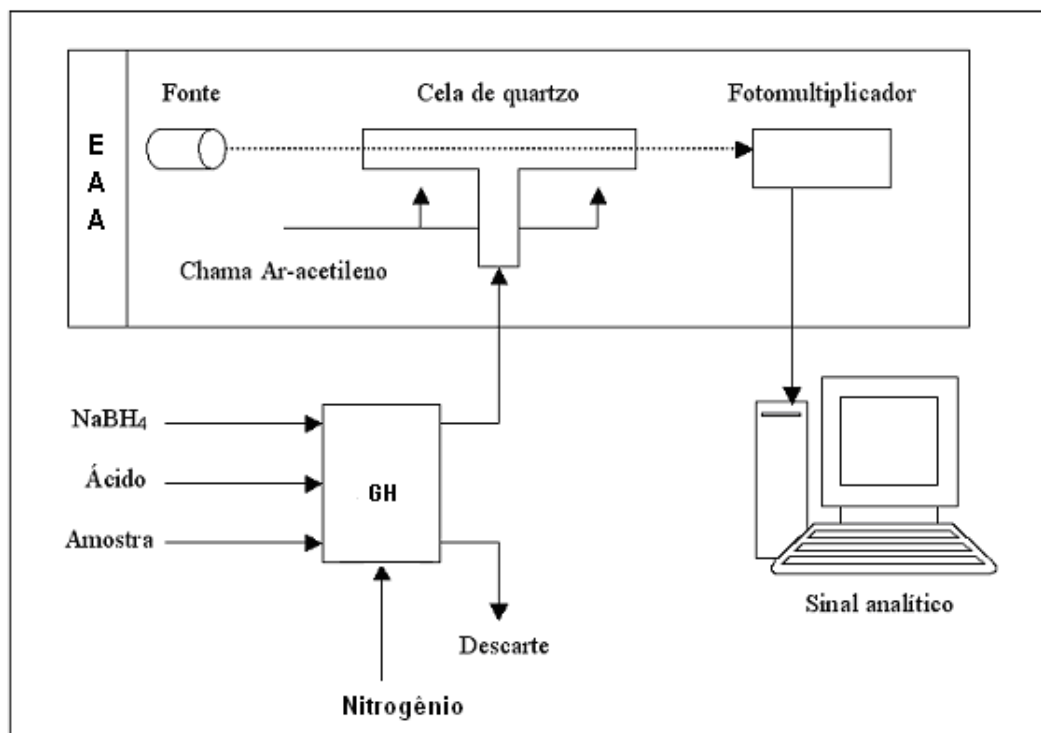 Fonte
Cela de quartzo
Fotomultiplicador
E
A
A
Chama Ar-acetileno
NaBH₄
Ácido
Amostra
GH
Descarte
Nitrogênio
Sinal analítico